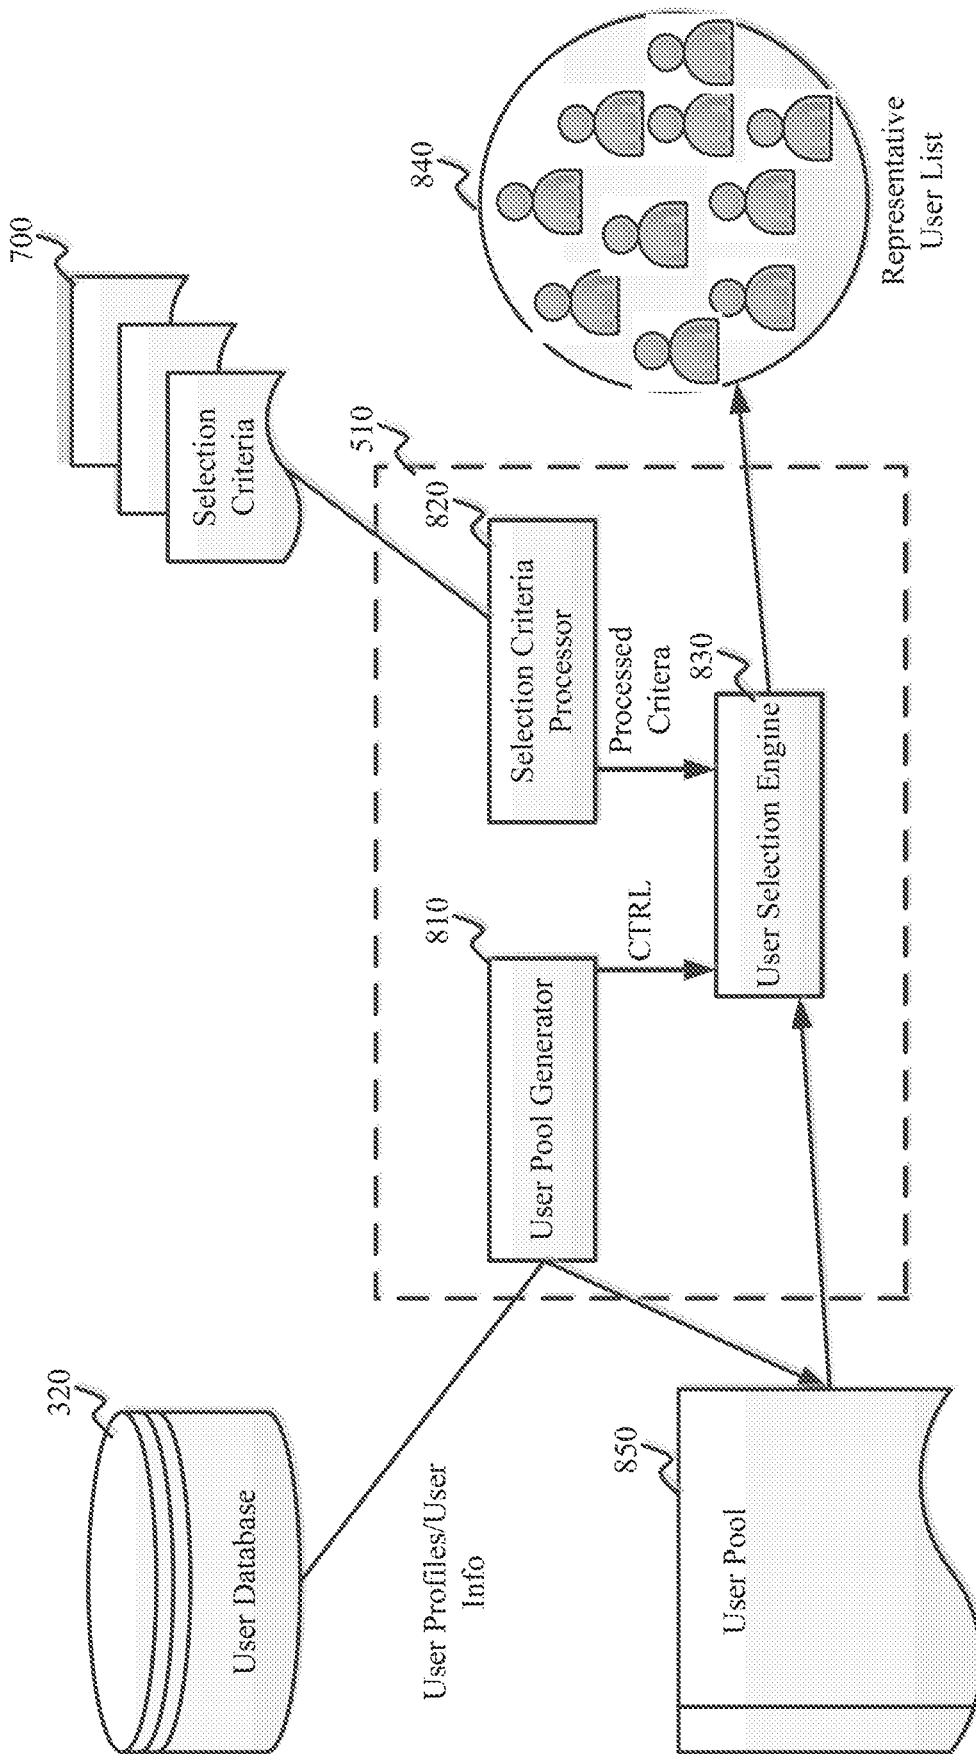 320
User Database
User Profiles/User
Info
850
User Pool
510
810
User Pool Generator
CTRL
820
Selection Criteria
Processor
Processed
Critera
830
User Selection Engine
700
Selection
Criteria
840
Representative
User List